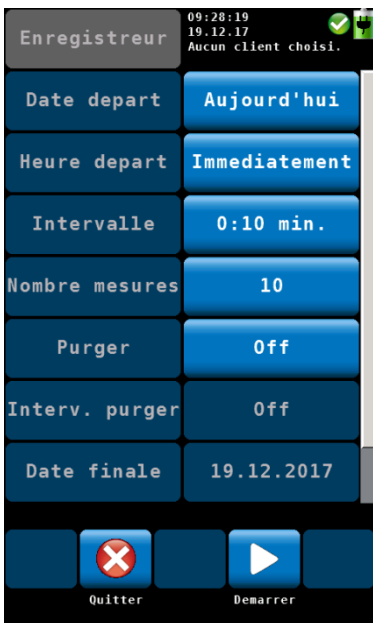 Enregistreur
09:28:19
19.12.17
Aucun client choisi.
Date depart
Aujourd'hui
Heure depart
Immediatement
Intervalle
0:10 min.
Nombre mesures
10
Purger
Off
Interv. purger
Off
Date finale
19.12.2017
Quitter
Demarrer